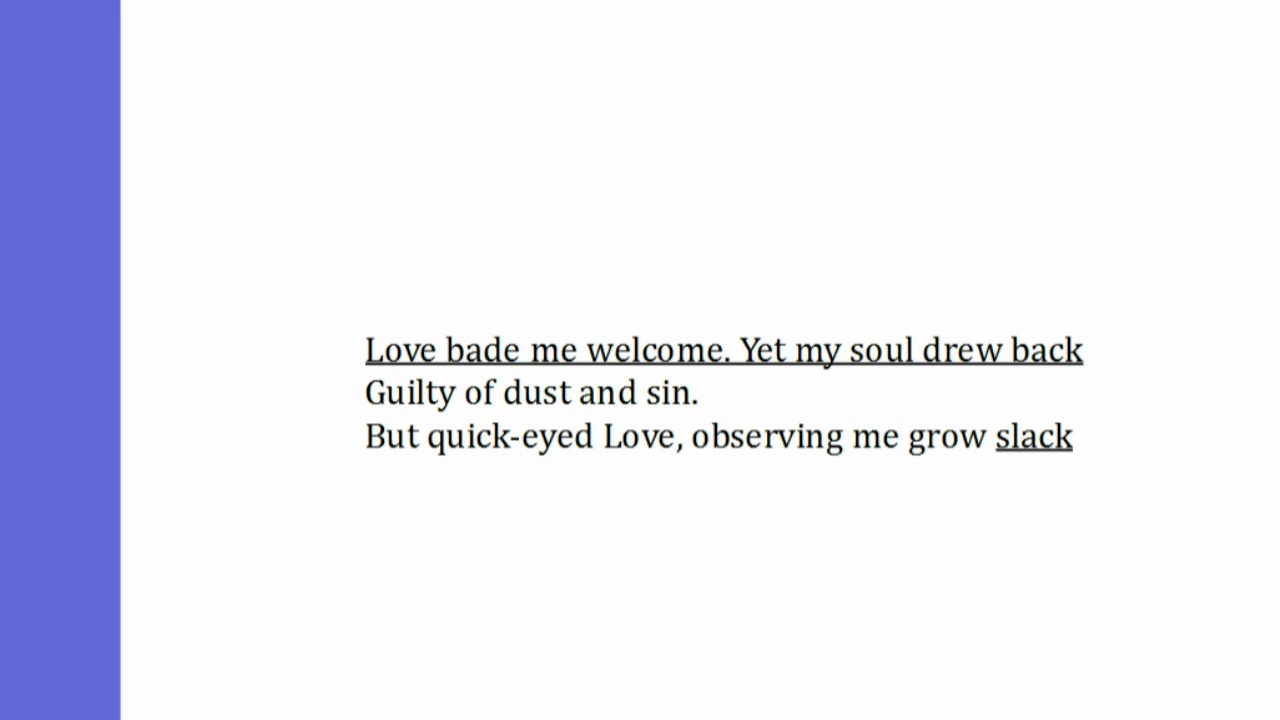 Love bade me welcome. Yet my soul drew back
Guilty of dust and sin.
But quick-eyed Love, observing me grow slack